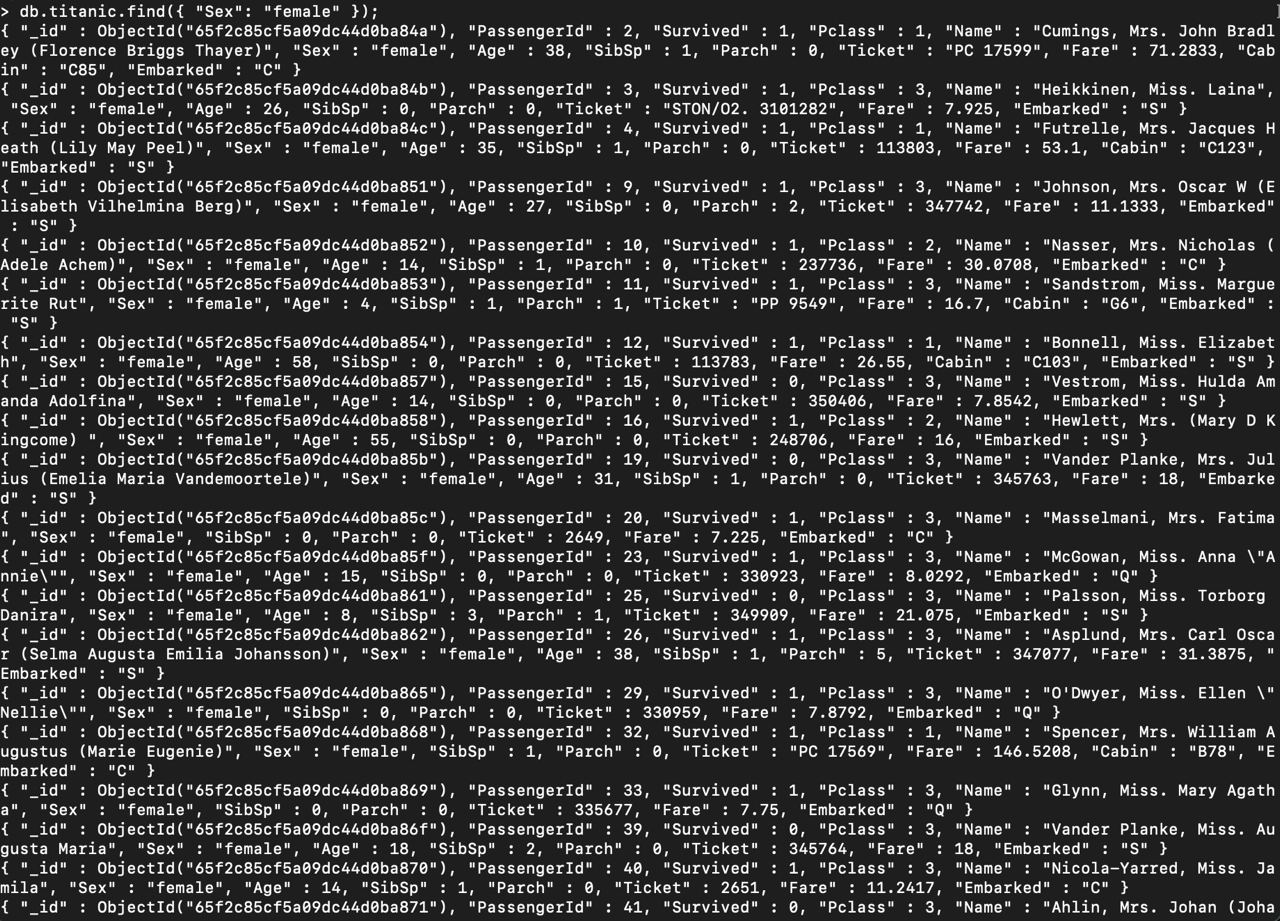 > db.titanic.find({ "Sex": "female" });
{ "_id" : ObjectId("65f2c85cf5a09dc44d0ba84a"), "PassengerId" : 2, "Survived" : 1, "Pclass" : 1, "Name" : "Cumings, Mrs. John Bradl
ey (Florence Briggs Thayer)", "Sex" : "female", "Age" : 38, "SibSp" : 1, "Parch" : 0, "Ticket" : "PC 17599", "Fare" : 71.2833, "Cab
in" : "C85", "Embarked" : "C" }
{ "_id" : ObjectId("65f2c85cf5a09dc44d0ba84b"), "PassengerId" : 3, "Survived" : 1, "Pclass" : 3, "Name" : "Heikkinen, Miss. Laina",
 "Sex" : "female", "Age" : 26, "SibSp" : 0, "Parch" : 0, "Ticket" : "STON/O2. 3101282", "Fare" : 7.925, "Embarked" : "S" }
{ "_id" : ObjectId("65f2c85cf5a09dc44d0ba84c"), "PassengerId" : 4, "Survived" : 1, "Pclass" : 1, "Name" : "Futrelle, Mrs. Jacques H
eath (Lily May Peel)", "Sex" : "female", "Age" : 35, "SibSp" : 1, "Parch" : 0, "Ticket" : 113803, "Fare" : 53.1, "Cabin" : "C123", 
"Embarked" : "S" }
{ "_id" : ObjectId("65f2c85cf5a09dc44d0ba851"), "PassengerId" : 9, "Survived" : 1, "Pclass" : 3, "Name" : "Johnson, Mrs. Oscar W (E
lisabeth Vilhelmina Berg)", "Sex" : "female", "Age" : 27, "SibSp" : 0, "Parch" : 2, "Ticket" : 347742, "Fare" : 11.1333, "Embarked"
 : "S" }
{ "_id" : ObjectId("65f2c85cf5a09dc44d0ba852"), "PassengerId" : 10, "Survived" : 1, "Pclass" : 2, "Name" : "Nasser, Mrs. Nicholas (
Adele Achem)", "Sex" : "female", "Age" : 14, "SibSp" : 1, "Parch" : 0, "Ticket" : 237736, "Fare" : 30.0708, "Embarked" : "C" }
{ "_id" : ObjectId("65f2c85cf5a09dc44d0ba853"), "PassengerId" : 11, "Survived" : 1, "Pclass" : 3, "Name" : "Sandstrom, Miss. Margue
rite Rut", "Sex" : "female", "Age" : 4, "SibSp" : 1, "Parch" : 1, "Ticket" : "PP 9549", "Fare" : 16.7, "Cabin" : "G6", "Embarked" :
 "S" }
{ "_id" : ObjectId("65f2c85cf5a09dc44d0ba854"), "PassengerId" : 12, "Survived" : 1, "Pclass" : 1, "Name" : "Bonnell, Miss. Elizabet
h", "Sex" : "female", "Age" : 58, "SibSp" : 0, "Parch" : 0, "Ticket" : 113783, "Fare" : 26.55, "Cabin" : "C103", "Embarked" : "S" }
{ "_id" : ObjectId("65f2c85cf5a09dc44d0ba857"), "PassengerId" : 15, "Survived" : 0, "Pclass" : 3, "Name" : "Vestrom, Miss. Hulda Am
anda Adolfina", "Sex" : "female", "Age" : 14, "SibSp" : 0, "Parch" : 0, "Ticket" : 350406, "Fare" : 7.8542, "Embarked" : "S" }
{ "_id" : ObjectId("65f2c85cf5a09dc44d0ba858"), "PassengerId" : 16, "Survived" : 1, "Pclass" : 2, "Name" : "Hewlett, Mrs. (Mary D K
ingcome) ", "Sex" : "female", "Age" : 55, "SibSp" : 0, "Parch" : 0, "Ticket" : 248706, "Fare" : 16, "Embarked" : "S" }
{ "_id" : ObjectId("65f2c85cf5a09dc44d0ba85b"), "PassengerId" : 19, "Survived" : 0, "Pclass" : 3, "Name" : "Vander Planke, Mrs. Jul
ius (Emelia Maria Vandemoortele)", "Sex" : "female", "Age" : 31, "SibSp" : 1, "Parch" : 0, "Ticket" : 345763, "Fare" : 18, "Embarke
d" : "S" }
{ "_id" : ObjectId("65f2c85cf5a09dc44d0ba85c"), "PassengerId" : 20, "Survived" : 1, "Pclass" : 3, "Name" : "Masselmani, Mrs. Fatima
", "Sex" : "female", "SibSp" : 0, "Parch" : 0, "Ticket" : 2649, "Fare" : 7.225, "Embarked" : "C" }
{ "_id" : ObjectId("65f2c85cf5a09dc44d0ba85f"), "PassengerId" : 23, "Survived" : 1, "Pclass" : 3, "Name" : "McGowan, Miss. Anna \"A
nnie\"", "Sex" : "female", "Age" : 15, "SibSp" : 0, "Parch" : 0, "Ticket" : 330923, "Fare" : 8.0292, "Embarked" : "Q" }
{ "_id" : ObjectId("65f2c85cf5a09dc44d0ba861"), "PassengerId" : 25, "Survived" : 0, "Pclass" : 3, "Name" : "Palsson, Miss. Torborg 
Danira", "Sex" : "female", "Age" : 8, "SibSp" : 3, "Parch" : 1, "Ticket" : 349909, "Fare" : 21.075, "Embarked" : "S" }
{ "_id" : ObjectId("65f2c85cf5a09dc44d0ba862"), "PassengerId" : 26, "Survived" : 1, "Pclass" : 3, "Name" : "Asplund, Mrs. Carl Osca
r (Selma Augusta Emilia Johansson)", "Sex" : "female", "Age" : 38, "SibSp" : 1, "Parch" : 5, "Ticket" : 347077, "Fare" : 31.3875, "
Embarked" : "S" }
{ "_id" : ObjectId("65f2c85cf5a09dc44d0ba865"), "PassengerId" : 29, "Survived" : 1, "Pclass" : 3, "Name" : "O'Dwyer, Miss. Ellen \"
Nellie\"", "Sex" : "female", "SibSp" : 0, "Parch" : 0, "Ticket" : 330959, "Fare" : 7.8792, "Embarked" : "Q" }
{ "_id" : ObjectId("65f2c85cf5a09dc44d0ba868"), "PassengerId" : 32, "Survived" : 1, "Pclass" : 1, "Name" : "Spencer, Mrs. William A
ugustus (Marie Eugenie)", "Sex" : "female", "SibSp" : 1, "Parch" : 0, "Ticket" : "PC 17569", "Fare" : 146.5208, "Cabin" : "B78", "E
mbarked" : "C" }
{ "_id" : ObjectId("65f2c85cf5a09dc44d0ba869"), "PassengerId" : 33, "Survived" : 1, "Pclass" : 3, "Name" : "Glynn, Miss. Mary Agath
a", "Sex" : "female", "SibSp" : 0, "Parch" : 0, "Ticket" : 335677, "Fare" : 7.75, "Embarked" : "Q" }
{ "_id" : ObjectId("65f2c85cf5a09dc44d0ba86f"), "PassengerId" : 39, "Survived" : 0, "Pclass" : 3, "Name" : "Vander Planke, Miss. Au
gusta Maria", "Sex" : "female", "Age" : 18, "SibSp" : 2, "Parch" : 0, "Ticket" : 345764, "Fare" : 18, "Embarked" : "S" }
{ "_id" : ObjectId("65f2c85cf5a09dc44d0ba870"), "PassengerId" : 40, "Survived" : 1, "Pclass" : 3, "Name" : "Nicola-Yarred, Miss. Ja
mila", "Sex" : "female", "Age" : 14, "SibSp" : 1, "Parch" : 0, "Ticket" : 2651, "Fare" : 11.2417, "Embarked" : "C" }
{ "_id" : ObjectId("65f2c85cf5a09dc44d0ba871"), "PassengerId" : 41, "Survived" : 0, "Pclass" : 3, "Name" : "Ahlin, Mrs. Johan (Joha